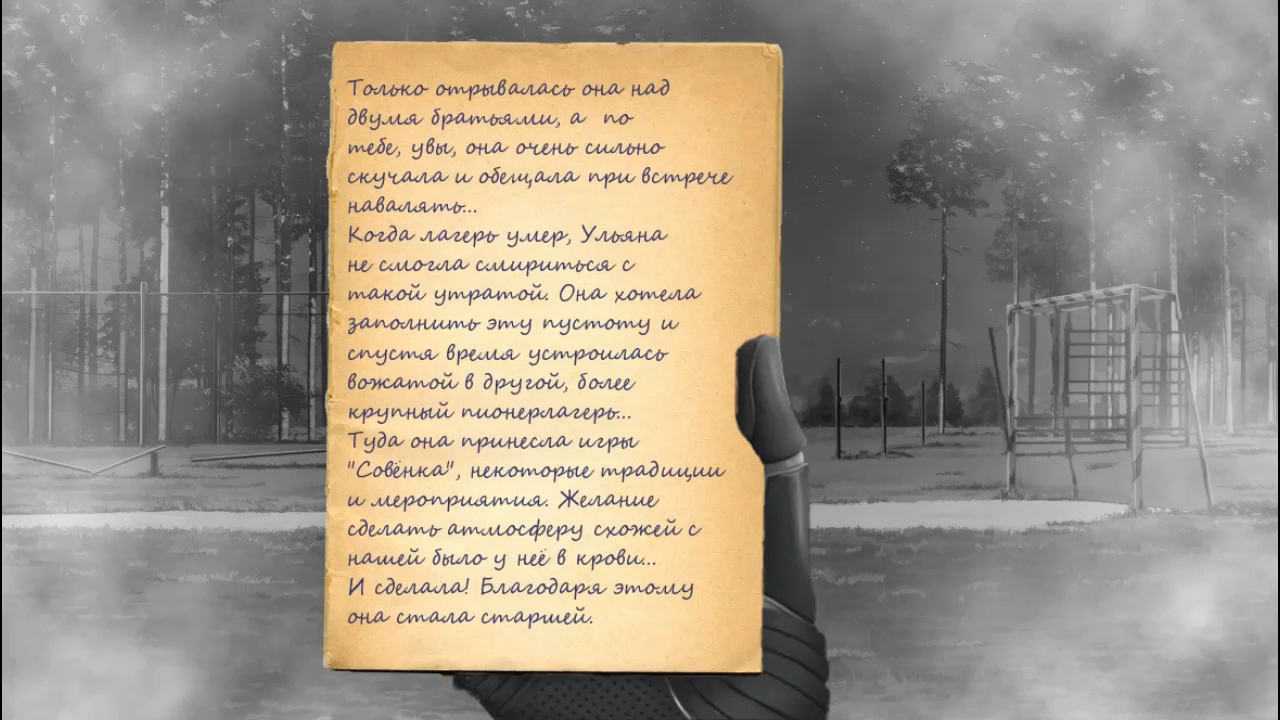 Только отрывалась она над
двумя братьями, а по
тебе, увы, она очень сильно
скучала и обещала при встрече
навалять...
Когда лагерь умер, Ульяна
не смогла смириться с
такой утратой. Она хотела
заполнить эту пустоту и
спустя время устроилась
вожатой в другой, более
крупный пионерлагерь...
Туда она принесла игры
"Совёнка", некоторые традиции
и мероприятия. Желание
сделать атмосферу схожей с
нашей было у неё в крови...
И сделала! Благодаря этому
она стала старшей.